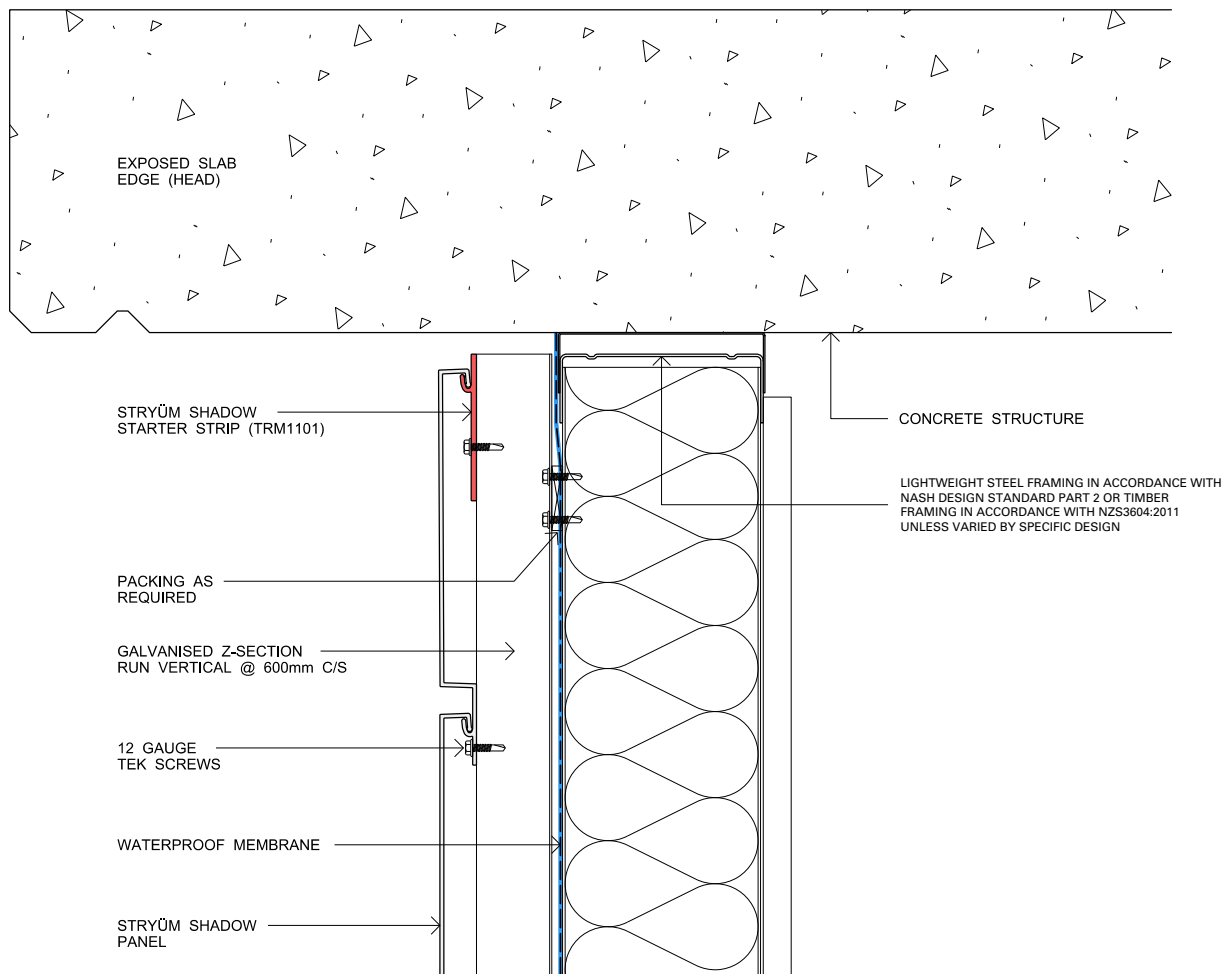 EXPOSED SLAB
EDGE (HEAD)
STRYÜM SHADOW
STARTER STRIP (TRM1101)
CONCRETE STRUCTURE
LIGHTWEIGHT STEEL FRAMING IN ACCORDANCE WITH
NASH DESIGN STANDARD PART 2 OR TIMBER
FRAMING IN ACCORDANCE WITH NZS3604:2011
UNLESS VARIED BY SPECIFIC DESIGN
PACKING AS
REQUIRED
GALVANISED Z-SECTION
RUN VERTICAL @ 600mm C/S
12 GAUGE
TEK SCREWS
WATERPROOF MEMBRANE
STRYÜM SHADOW
PANEL